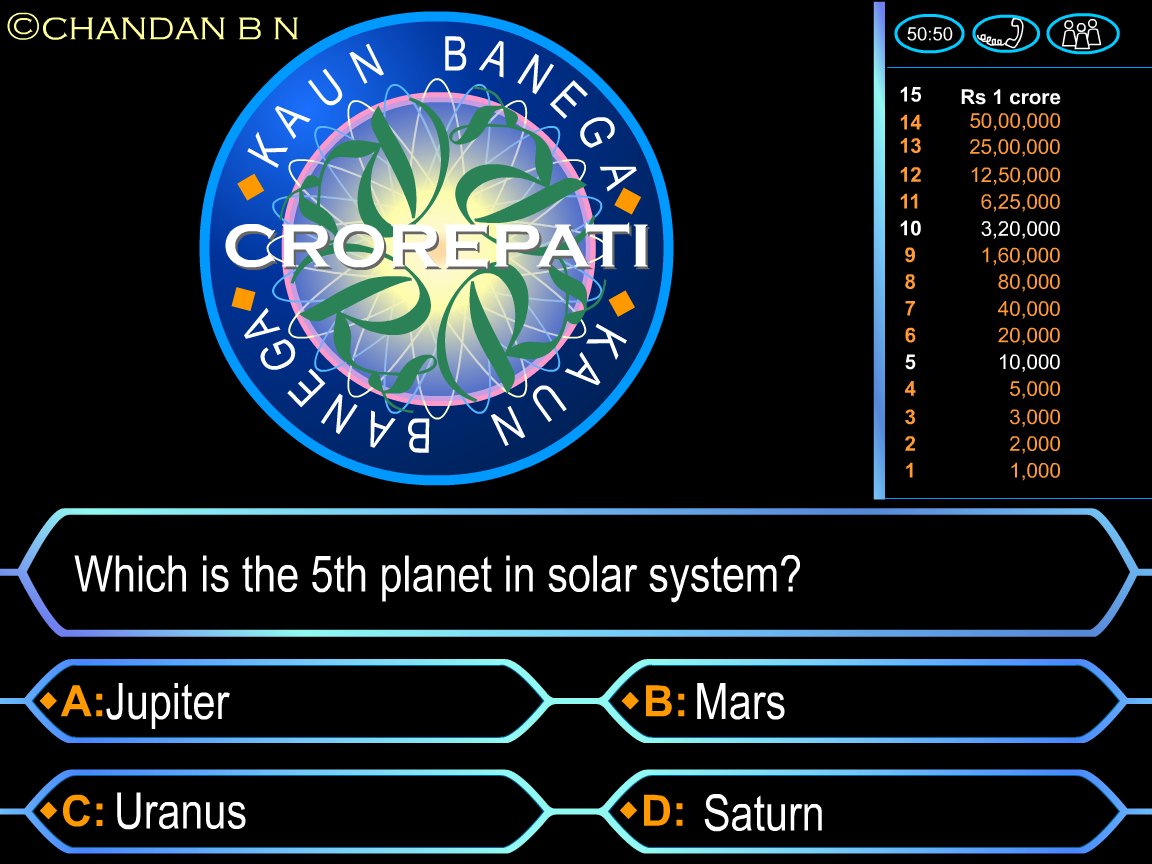 ©CHANDAN B N
KAUN BANEGA
CROREPATI
KAUN BANEGA
50:50
15 Rs 1 crore
14 50,00,000
13 25,00,000
12 12,50,000
11 6,25,000
10 3,20,000
9 1,60,000
8 80,000
7 40,000
6 20,000
5 10,000
4 5,000
3 3,000
2 2,000
1 1,000
Which is the 5th planet in solar system?
A:Jupiter
B: Mars
C: Uranus
D: Saturn